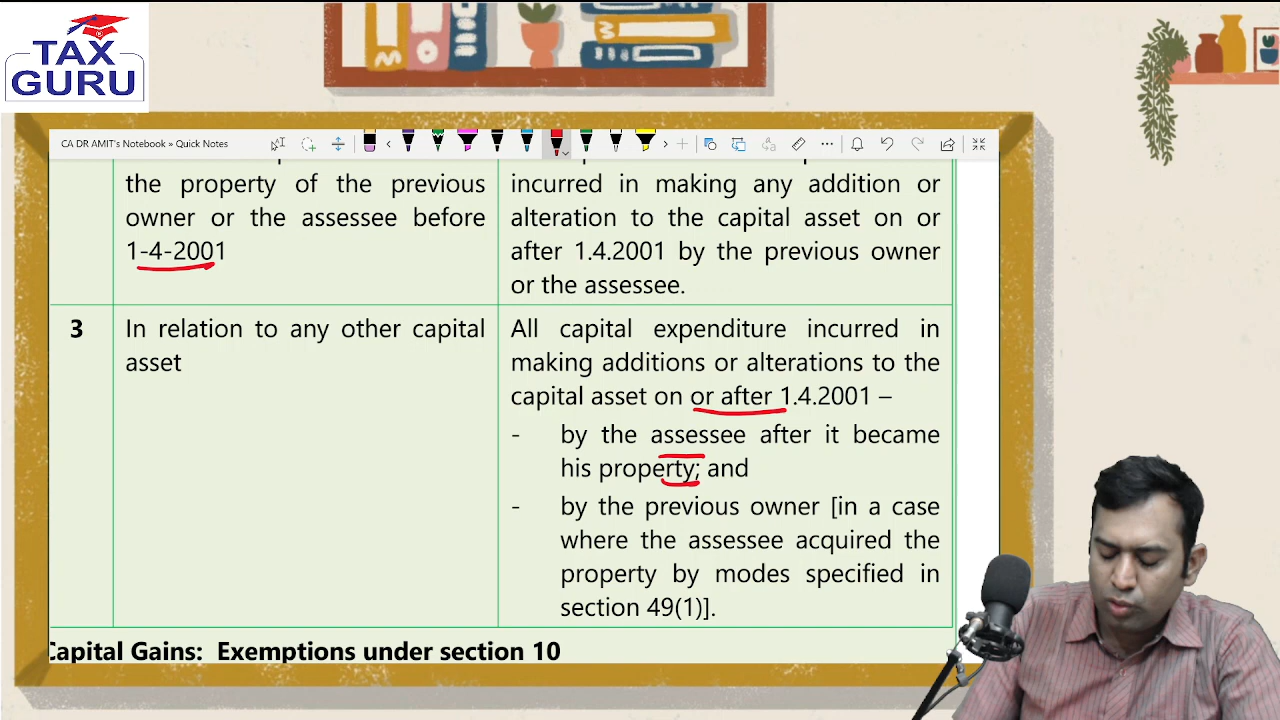 TAX
GURU
CA DR AMIT's Notebook » Quick Notes
the property of the previous
owner or the assessee before
1-4-2001
incurred in making any addition or
alteration to the capital asset on or
after 1.4.2001 by the previous owner
or the assessee.
3
In relation to any other capital
asset
All capital expenditure incurred in
making additions or alterations to the
capital asset on or after 1.4.2001 –
- by the assessee after it became
his property; and
- by the previous owner [in a case
where the assessee acquired the
property by modes specified in
section 49(1)].
Capital Gains: Exemptions under section 10